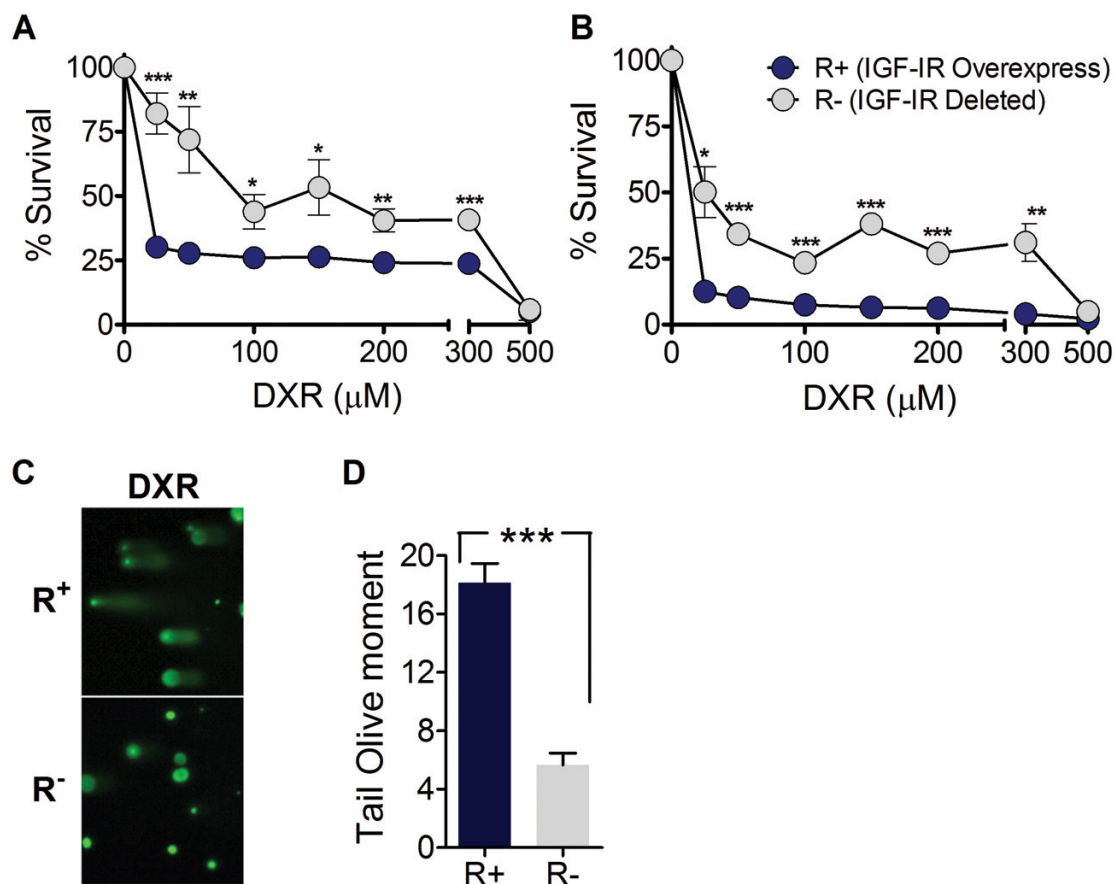 A
% Survival
100
75
50
25
0
*** ** * * ** ***
0 100 200 300 500
DXR (µM)
B
R+ (IGF-IR Overexpress)
R- (IGF-IR Deleted)
% Survival
100
75
50
25
0
* *** *** *** *** **
0 100 200 300 500
DXR (µM)
C
DXR
R+
R-
D
***
Tail Olive moment
20
16
12
8
4
0
R+ R-